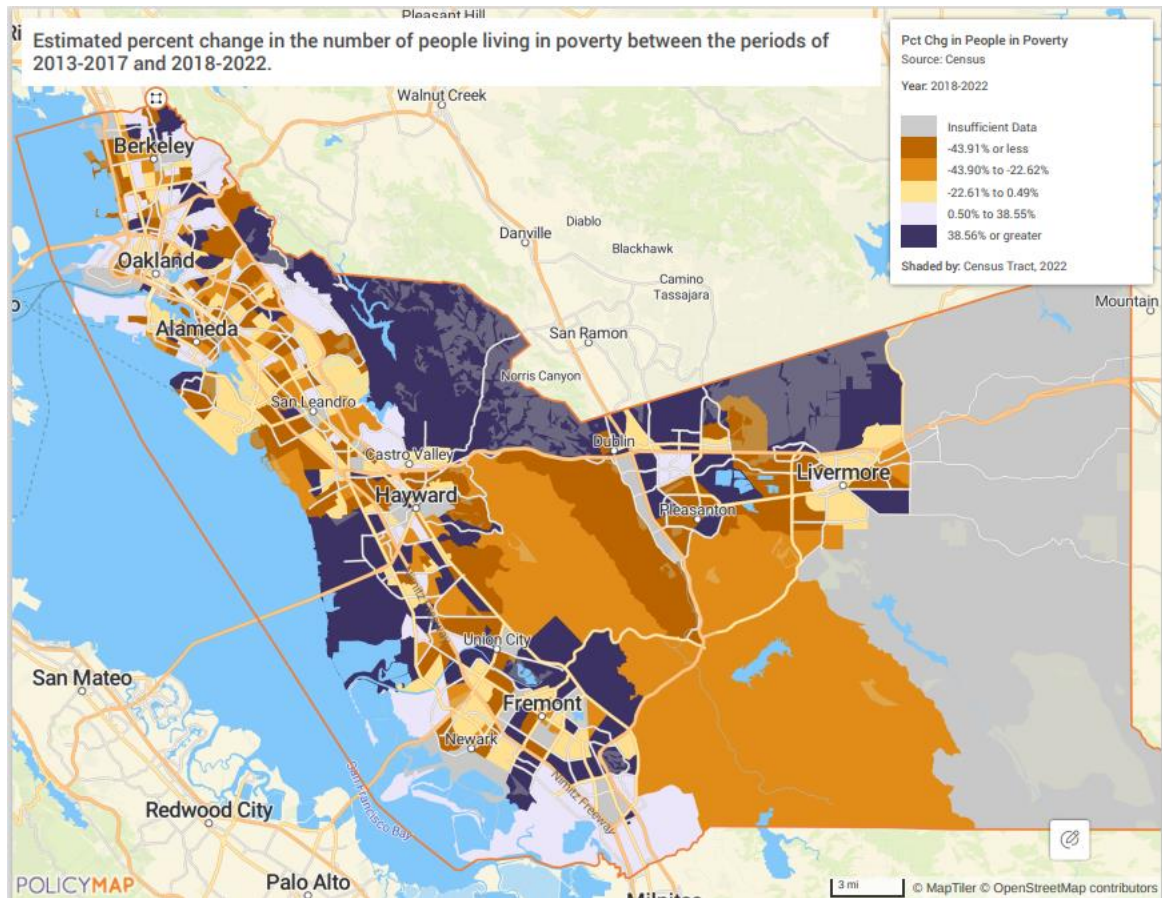 Pleasant Hill
Estimated percent change in the number of people living in poverty between the periods of
2013-2017 and 2018-2022.
Pct Chg in People in Poverty
Source: Census
Year: 2018-2022
Insufficient Data
-43.91% or less
-43.90% to -22.62%
-22.61% to 0.49%
0.50% to 38.55%
38.56% or greater
Shaded by: Census Tract, 2022
Walnut Creek
Berkeley
Diablo
Danville
Blackhawk
Oakland
Camino
Tassajara
Mountain
Alameda
San Ramon
Norris Canyon
San Leandro
Dublin
Castro Valley
Livermore
Hayward
Pleasanton
Nimitz Freeway
Union City
San Mateo
Fremont
Newark
Nimitz Freeway
San Francisco Bay
Redwood City
Palo Alto
POLICYMAP
3 mi
© MapTiler © OpenStreetMap contributors